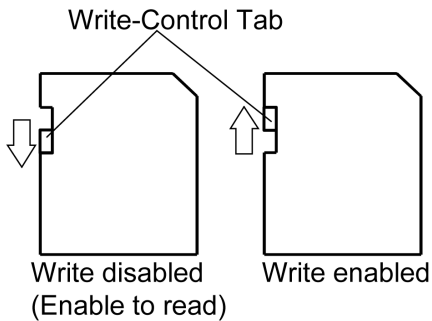 Write-Control Tab
Write disabled
(Enable to read)
Write enabled